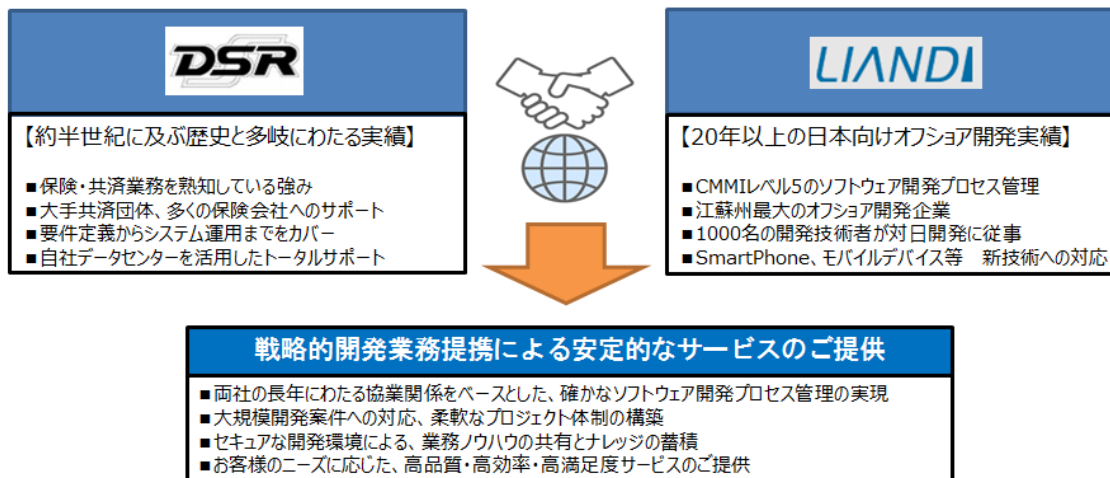 DSR
【約半世紀に及ぶ歴史と多岐にわたる実績】
■保険・共済業務を熟知している強み
■大手共済団体、多くの保険会社へのサポート
■要件定義からシステム運用までをカバー
■自社データセンターを活用したトータルサポート
LIANDI
【20年以上の日本向けオフショア開発実績】
■CMMIレベル5のソフトウェア開発プロセス管理
■江蘇州最大のオフショア開発企業
■1000名の開発技術者が対日開発に従事
■SmartPhone、モバイルデバイス等　新技術への対応
戦略的開発業務提携による安定的なサービスのご提供
■両社の長年にわたる協業関係をベースとした、確かなソフトウェア開発プロセス管理の実現
■大規模開発案件への対応、柔軟なプロジェクト体制の構築
■セキュアな開発環境による、業務ノウハウの共有とナレッジの蓄積
■お客様のニーズに応じた、高品質・高効率・高満足度サービスのご提供